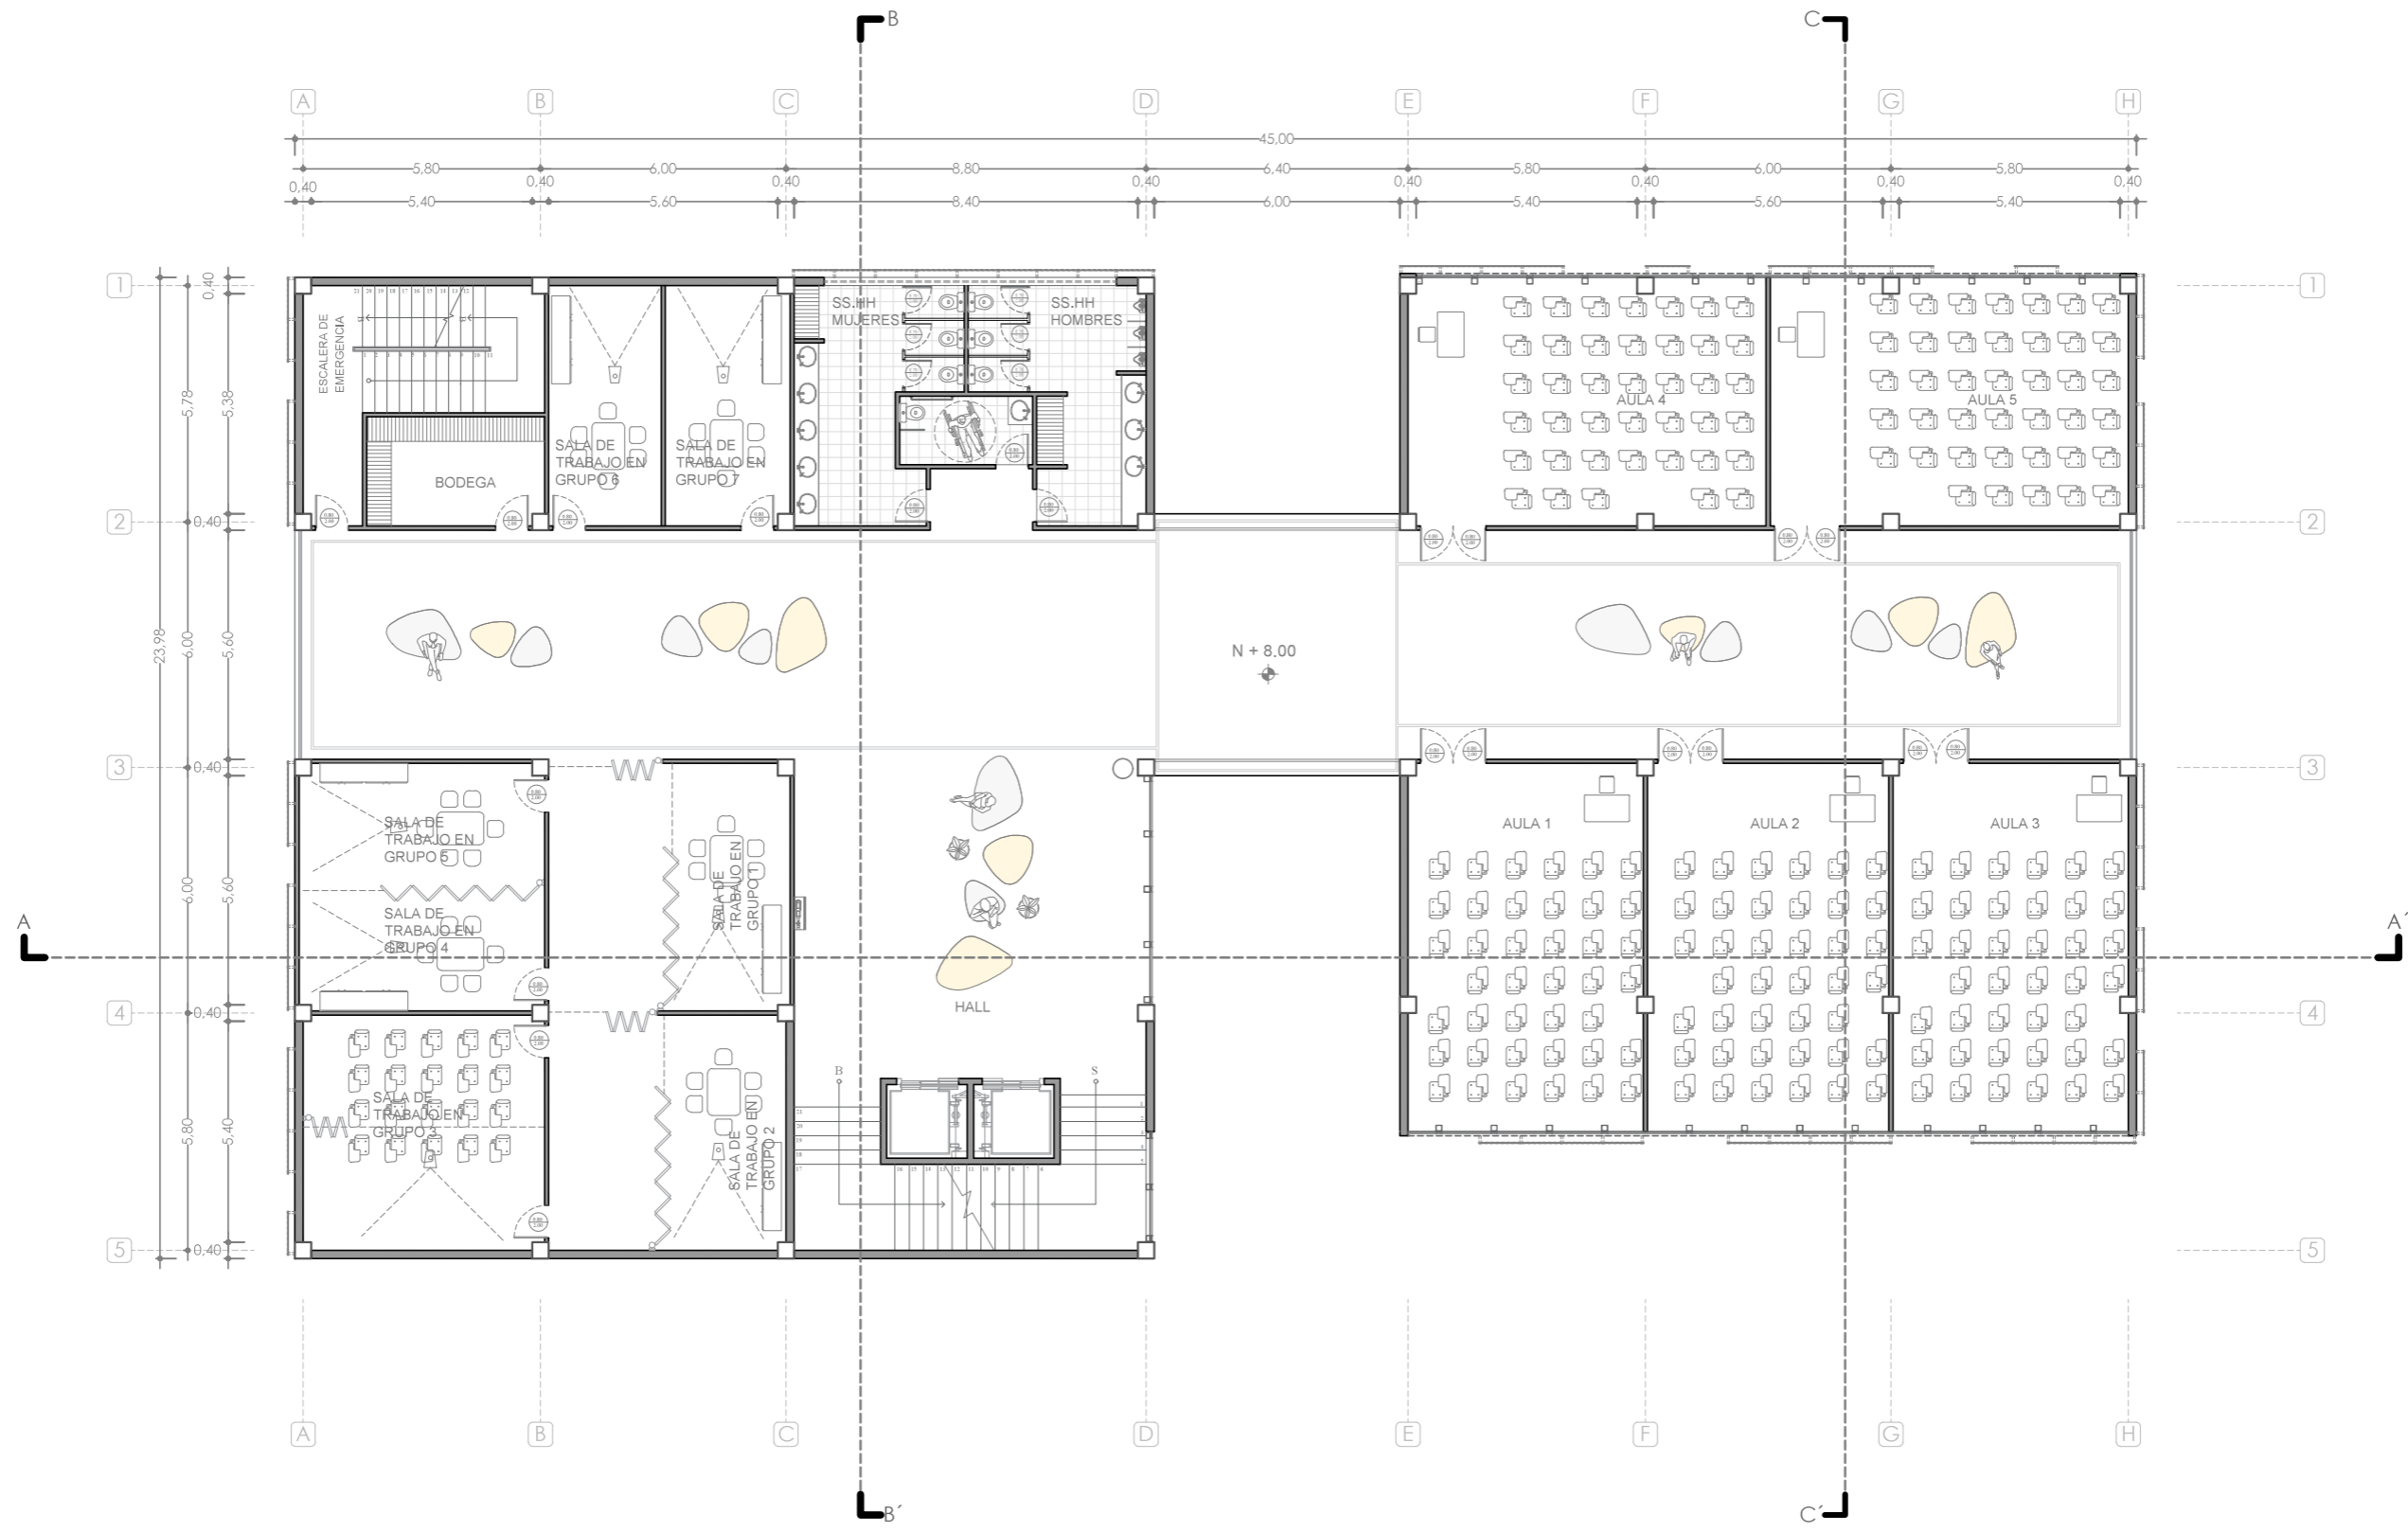 B
C
A
B
C
D
E
F
G
H
45,00
5,80
6,00
8,80
6,40
5,80
6,00
5,80
0,40
0,40
0,40
0,40
0,40
0,40
0,40
0,40
5,40
5,60
8,40
6,00
5,40
5,60
5,40
1
2
3
4
5
1
2
3
4
5
23,98
5,78
6,00
6,00
5,80
0,40
5,38
0,40
5,60
0,40
5,60
0,40
5,40
0,40
ESCALERA DE
EMERGENCIA
BODEGA
SALA DE
TRABAJO EN
GRUPO 6
SALA DE
TRABAJO EN
GRUPO 7
SS.HH
MUJERES
SS.HH
HOMBRES
AULA 4
AULA 5
N + 8.00
SALA DE
TRABAJO EN
GRUPO 5
SALA DE
TRABAJO EN
GRUPO 4
SALA DE
TRABAJO EN
GRUPO 1
SALA DE
TRABAJO EN
GRUPO 3
SALA DE
TRABAJO EN
GRUPO 2
HALL
B
S
AULA 1
AULA 2
AULA 3
A
A´
A
B
C
D
E
F
G
H
B´
C´